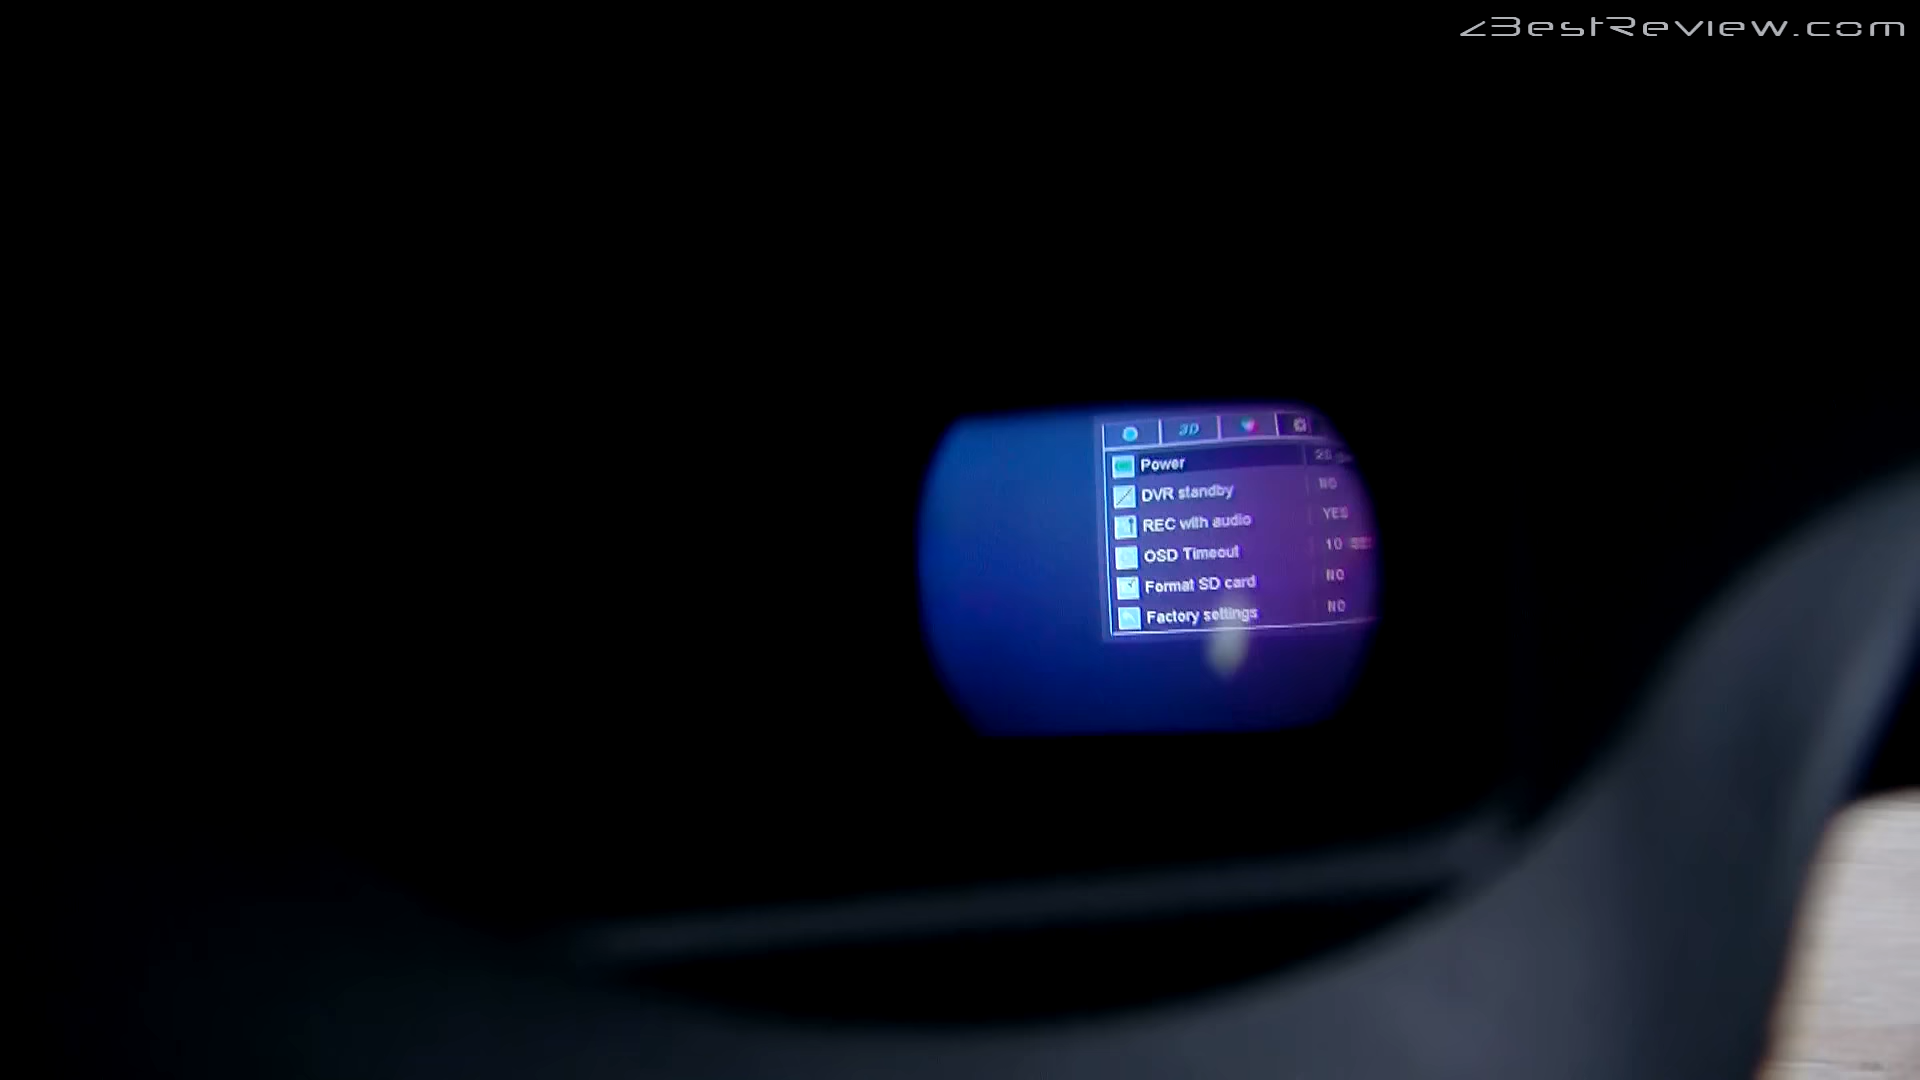 zBestReview.com
3D
Power
DVR standby NO
REC with audio YES
OSD Timeout 10
Format SD card NO
Factory settings NO